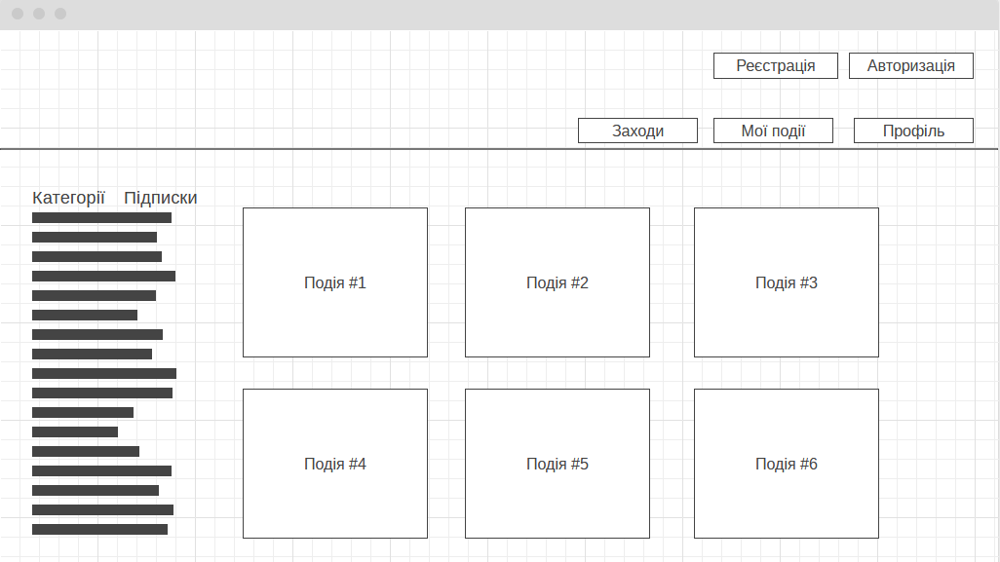 Реєстрація Авторизація
Заходи Мої події Профіль
Категорії Підписки
Подія #1 Подія #2 Подія #3
Подія #4 Подія #5 Подія #6